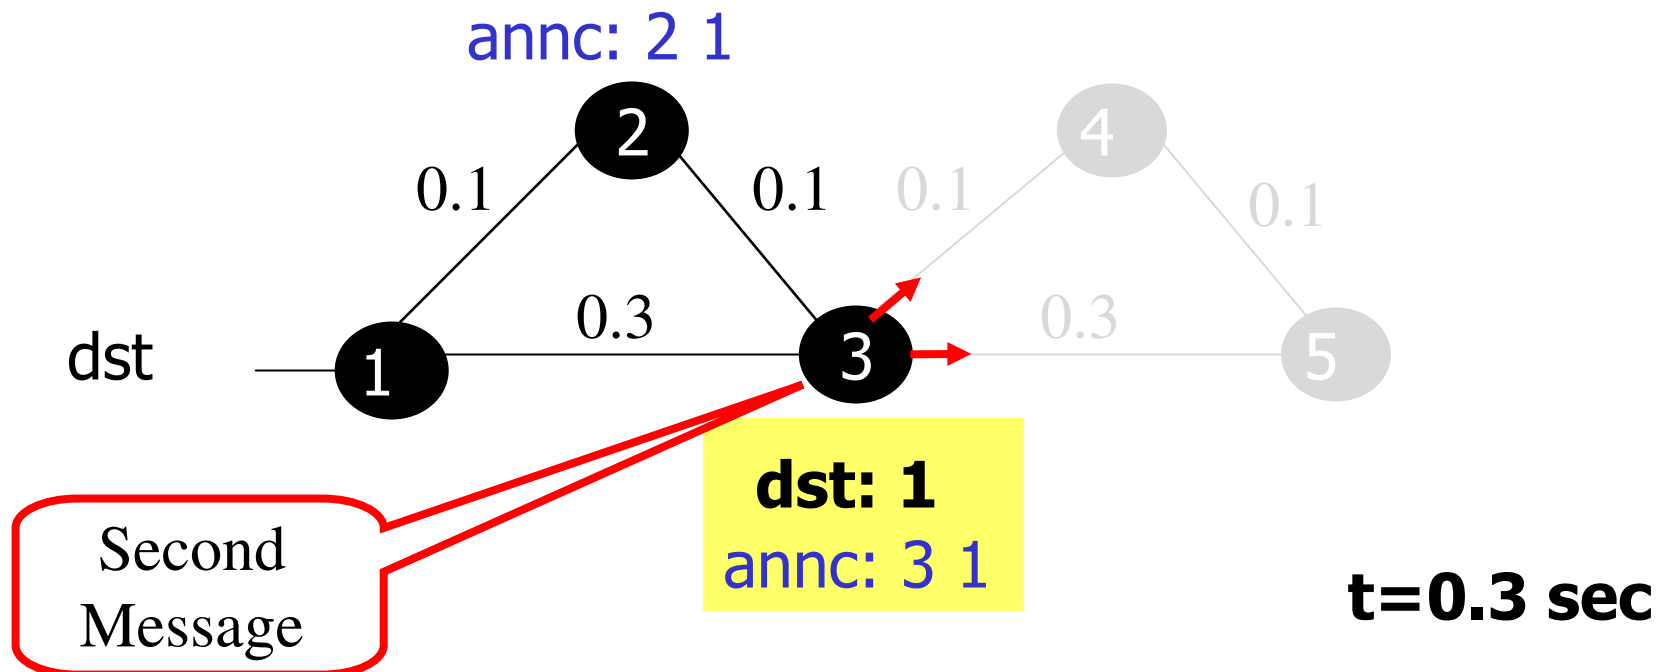 annc: 2 1
2
4
0.1
0.1
0.1
0.1
dst
0.3
0.3
1
3
5
dst: 1
annc: 3 1
Second
Message
t=0.3 sec